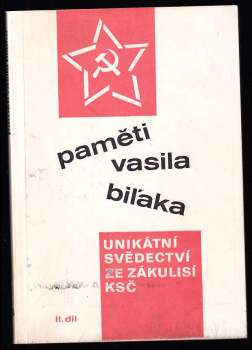 paměti
vasila
biľaka
UNIKÁTNÍ
SVĚDECTVÍ
ZE ZÁKULISÍ
KSČ
II. díl